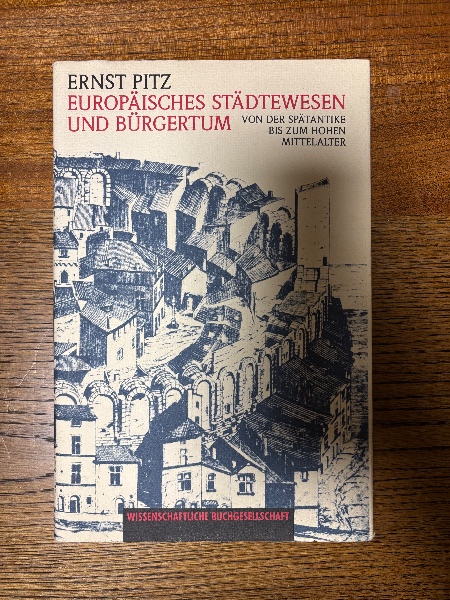 ERNST PITZ
EUROPÄISCHES STÄDTEWESEN
UND BÜRGERTUM
VON DER SPÄTANTIKE
BIS ZUM HOHEN
MITTELALTER
WISSENSCHAFTLICHE BUCHGESELLSCHAFT